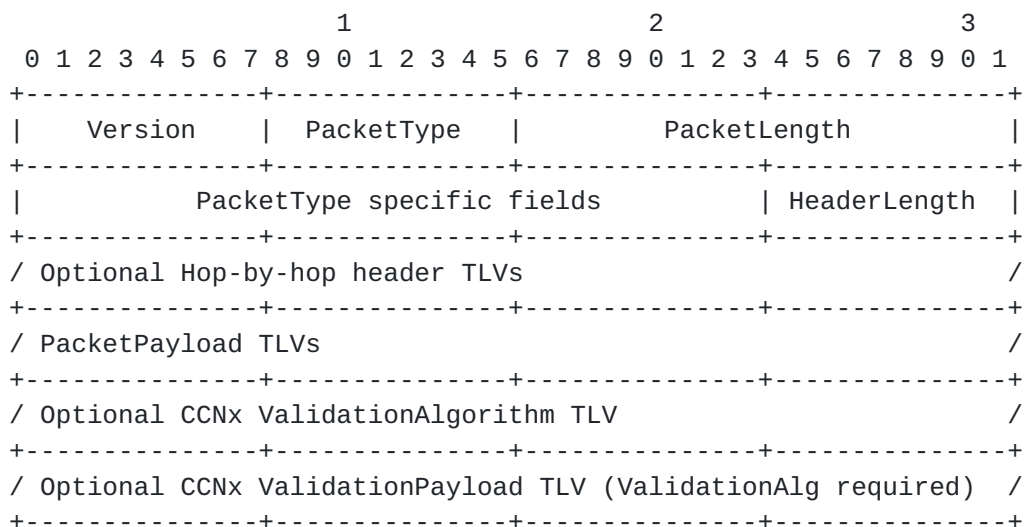 1                   2                   3
 0 1 2 3 4 5 6 7 8 9 0 1 2 3 4 5 6 7 8 9 0 1 2 3 4 5 6 7 8 9 0 1
+---------------+---------------+---------------+---------------+
|    Version    |  PacketType   |         PacketLength          |
+---------------+---------------+---------------+---------------+
|           PacketType specific fields          | HeaderLength  |
+---------------+---------------+---------------+---------------+
/ Optional Hop-by-hop header TLVs                               /
+---------------+---------------+---------------+---------------+
/ PacketPayload TLVs                                            /
+---------------+---------------+---------------+---------------+
/ Optional CCNx ValidationAlgorithm TLV                         /
+---------------+---------------+---------------+---------------+
/ Optional CCNx ValidationPayload TLV (ValidationAlg required)  /
+---------------+---------------+---------------+---------------+